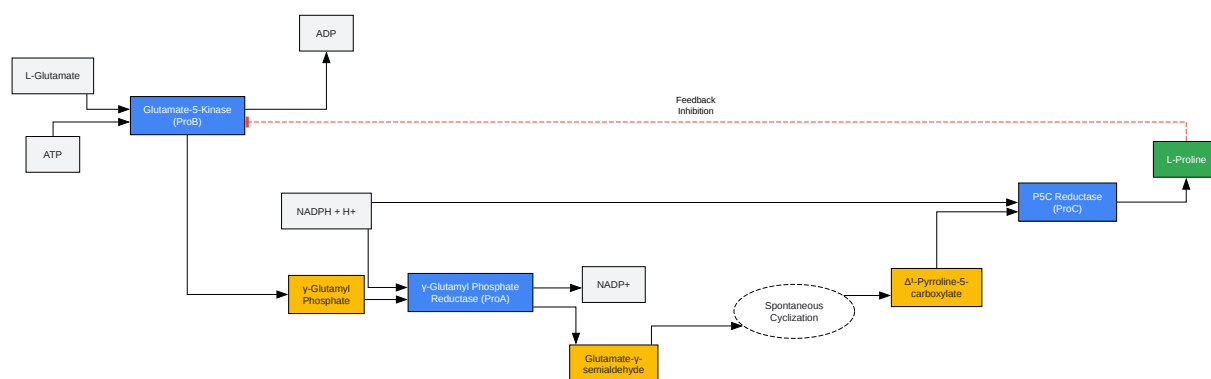 ADP
L-Glutamate
Glutamate-5-Kinase
(ProB)
Feedback
Inhibition
ATP
L-Proline
P5C Reductase
(ProC)
NADPH + H+
γ-Glutamyl
Phosphate
γ-Glutamyl Phosphate
Reductase (ProA)
NADP+
Δ¹-Pyrroline-5-
carboxylate
Spontaneous
Cyclization
Glutamate-γ-
semialdehyde